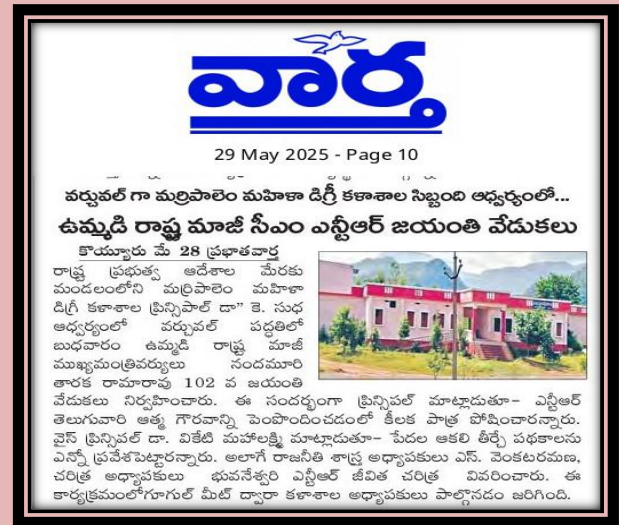 వార్త
29 May 2025 - Page 10
వర్చువల్ గా మర్రిపాలెం మహిళా డిగ్రీ కళాశాల సిబ్బంది ఆధ్వర్యంలో...
ఉమ్మడి రాష్ట్ర మాజీ సీఎం ఎన్టీఆర్ జయంతి వేడుకలు
కొయ్యూరు మే 28 ప్రభాతవార్త
రాష్ట్ర ప్రభుత్వ ఆదేశాల మేరకు
మండలంలోని మర్రిపాలెం మహిళా
డిగ్రీ కళాశాల ప్రిన్సిపాల్ డా" కె. సుధ
ఆధ్వర్యంలో వర్చువల్ పద్ధతిలో
బుధవారం ఉమ్మడి రాష్ట్ర మాజీ
ముఖ్యమంత్రివర్యులు నందమూరి
తారక రామారావు 102 వ జయంతి
వేడుకలు నిర్వహించారు. ఈ సందర్భంగా ప్రిన్సిపల్ మాట్లాడుతూ- ఎన్టీఆర్
తెలుగువారి ఆత్మ గౌరవాన్ని పెంపొందించడంలో కీలక పాత్ర పోషించారన్నారు.
వైస్ ప్రిన్సిపల్ డా. వికేటి మహాలక్ష్మి మాట్లాడుతూ- పేదల ఆకలి తీర్చే పథకాలను
ఎన్నో ప్రవేశపెట్టారన్నారు. అలాగే రాజనీతి శాస్త్ర అధ్యాపకులు ఎస్. వెంకటరమణ,
చరిత్ర అధ్యాపకులు భువనేశ్వరి ఎన్టీఆర్ జీవిత చరిత్ర వివరించారు. ఈ
కార్యక్రమంలోగూగుల్ మీట్ ద్వారా కళాశాల అధ్యాపకులు పాల్గొనడం జరిగింది.